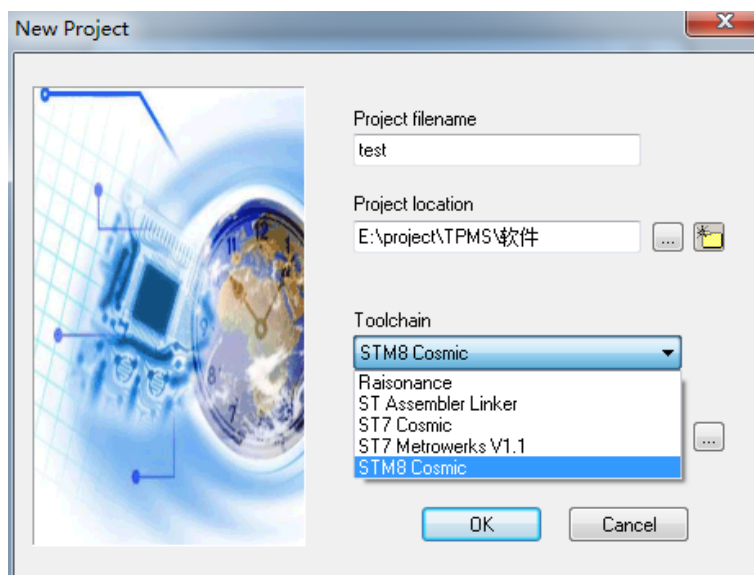 New Project
Project filename
test
Project location
E:\project\TPMS\软件
...
Toolchain
STM8 Cosmic
Raisonance
ST Assembler Linker
ST7 Cosmic
ST7 Metrowerks V1.1
STM8 Cosmic
...
OK
Cancel